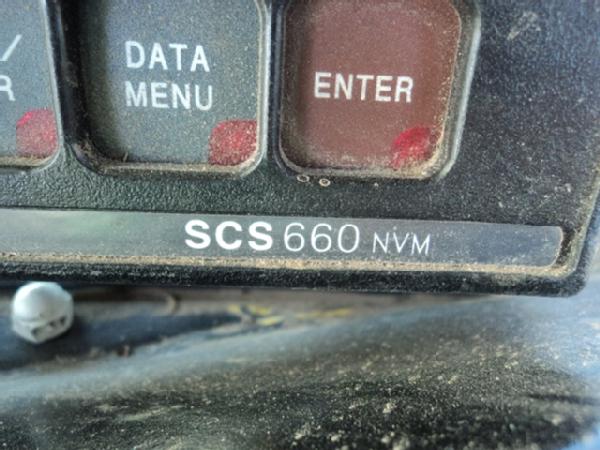 /
R
DATA
MENU
ENTER
SCS 660 NVM